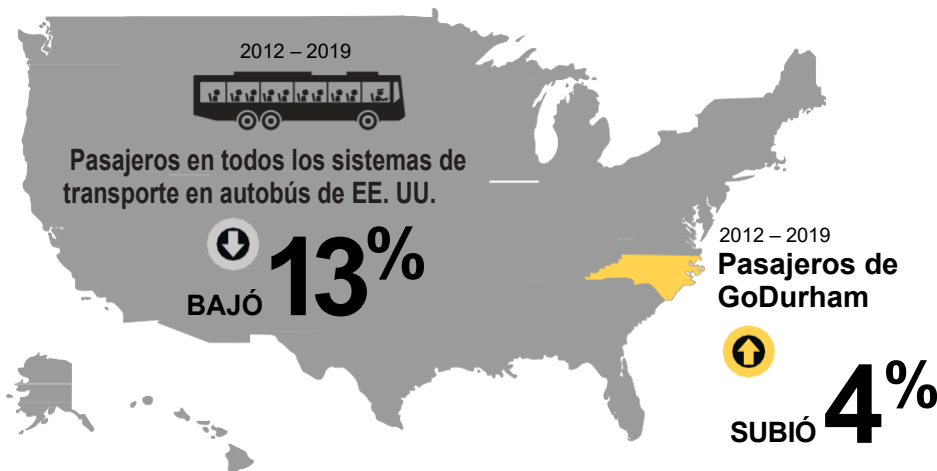 2012 – 2019
Pasajeros en todos los sistemas de
transporte en autobús de EE. UU.
BAJÓ 13%
2012 – 2019
Pasajeros de
GoDurham
SUBIÓ 4%